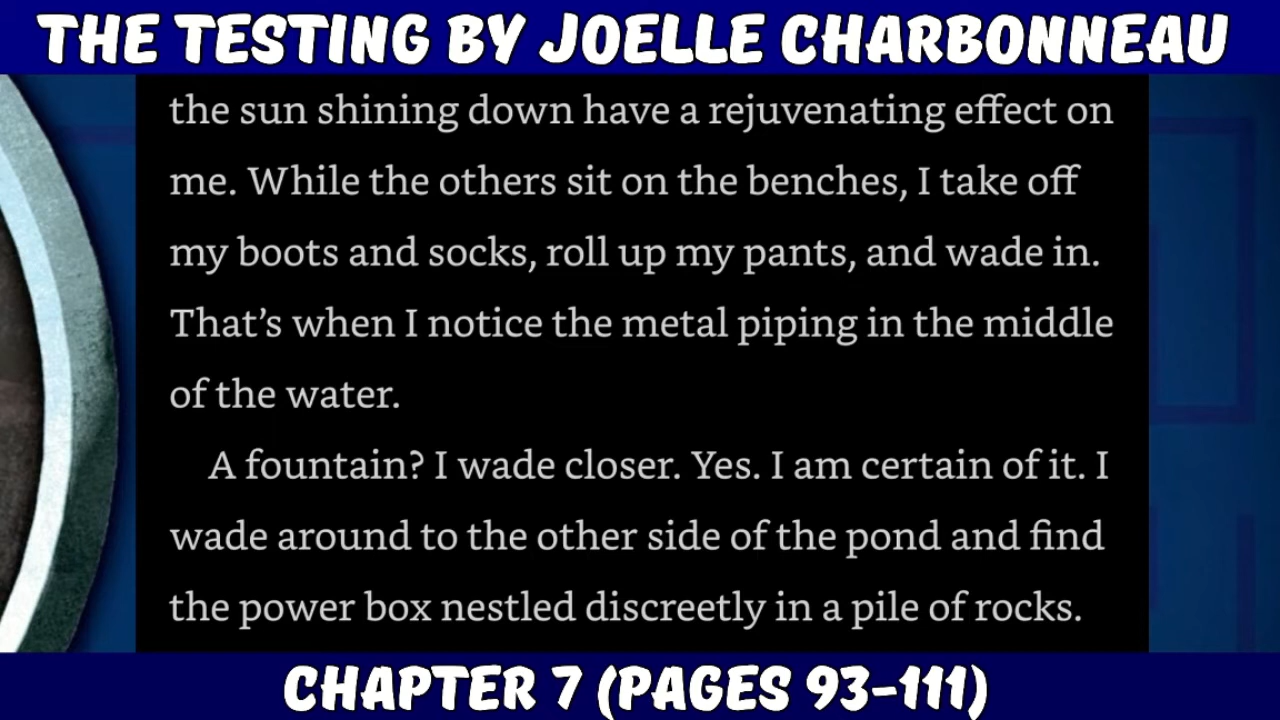 THE TESTING BY JOELLE CHARBONNEAU
the sun shining down have a rejuvenating effect on
me. While the others sit on the benches, I take off
my boots and socks, roll up my pants, and wade in.
That’s when I notice the metal piping in the middle
of the water.
A fountain? I wade closer. Yes. I am certain of it. I
wade around to the other side of the pond and find
the power box nestled discreetly in a pile of rocks.
CHAPTER 7 (PAGES 93-111)